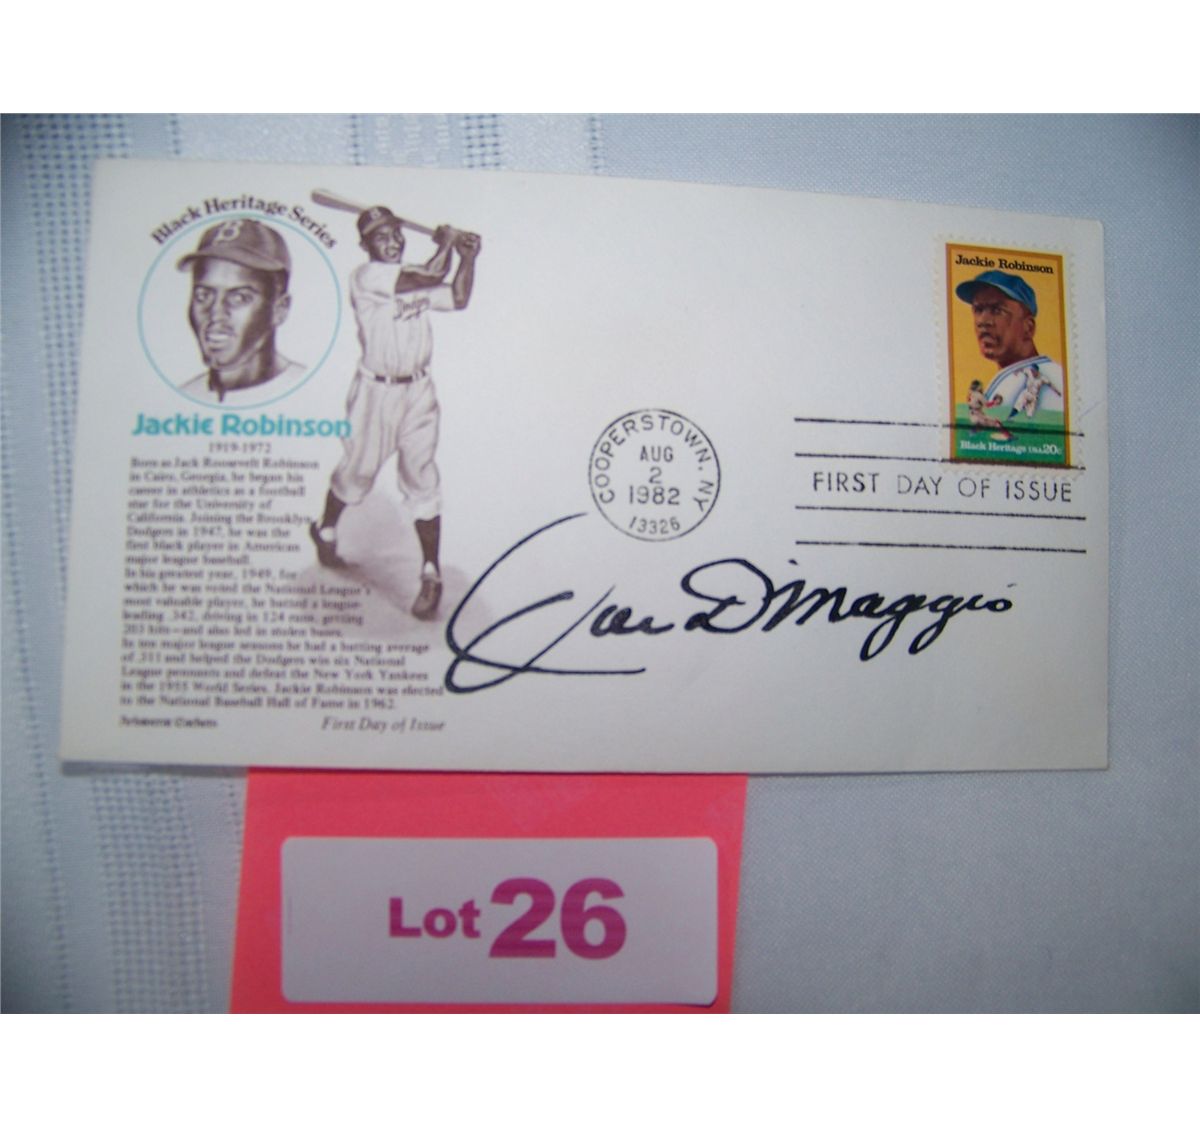 Black Heritage Series
B
B
Dodgers
Jackie Robinson
1919-1972
Born as Jack Roosevelt Robinson
in Cairo, Georgia, he began his
career in athletics as a football
star for the University of
California. Joining the Brooklyn
Dodgers in 1947, he was the
first black player in American
major league baseball.
In his greatest year, 1949, for
which he was voted the National League's
most valuable player, he batted a league-
leading .342, driving in 124 runs, getting
203 hits—and also led in stolen bases.
In ten major league seasons he had a batting average
of .311 and helped the Dodgers win six National
League pennants and defeat the New York Yankees
in the 1955 World Series. Jackie Robinson was elected
to the National Baseball Hall of Fame in 1962.
First Day of Issue
Jackie Robinson
Black Heritage USA 20c
COOPERSTOWN, NY
AUG
2
1982
13326
FIRST DAY OF ISSUE
Joe DiMaggio
Lot 26